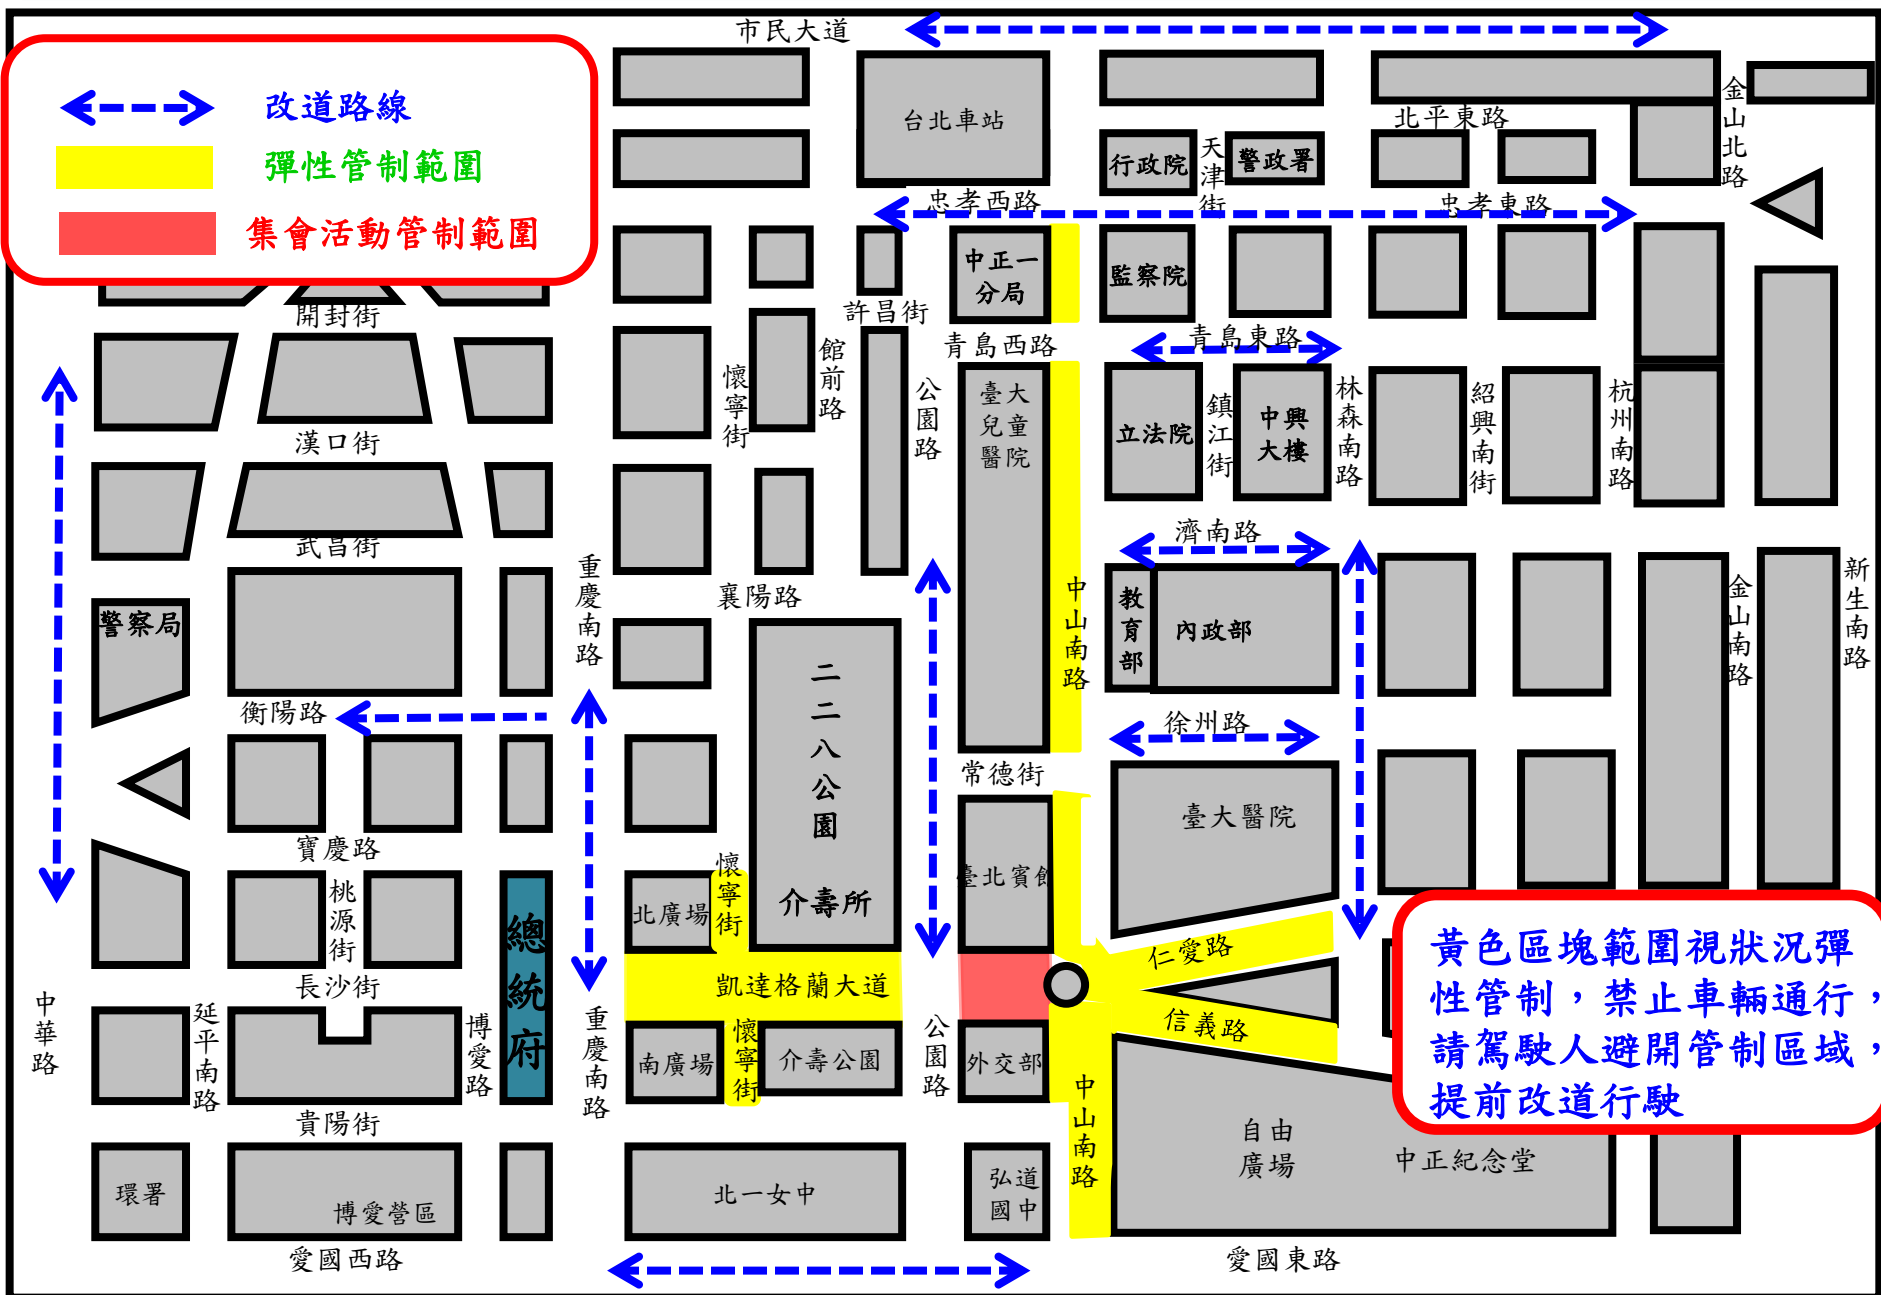 市民大道
改道路線
彈性管制範圍
集會活動管制範圍
台北車站
北平東路
金山北路
行政院
天津街
警政署
忠孝西路
忠孝東路
中正一
分局
監察院
開封街
許昌街
青島西路
青島東路
懷寧街
館前路
公園路
臺大
兒童
醫院
立法院
鎮江街
中興
大樓
林森南路
紹興南街
杭州南路
漢口街
武昌街
重慶南路
襄陽路
濟南路
中山南路
教育部
內政部
金山南路
新生南路
警察局
二二八公園
衡陽路
徐州路
常德街
臺大醫院
寶慶路
桃源街
總統府
北廣場
懷寧街
介壽所
臺北賓館
仁愛路
長沙街
凱達格蘭大道
信義路
黃色區塊範圍視狀況彈
性管制，禁止車輛通行，
請駕駛人避開管制區域，
提前改道行駛
中華路
延平南路
博愛路
重慶南路
南廣場
懷寧街
介壽公園
公園路
外交部
中山南路
貴陽街
自由
廣場
中正紀念堂
環署
博愛營區
北一女中
弘道
國中
愛國西路
愛國東路